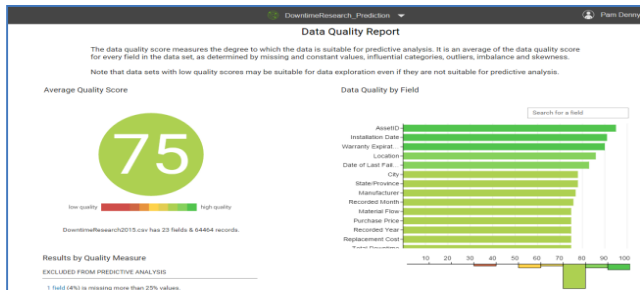 DowntimeResearch_Prediction
Pam Denny
Data Quality Report
The data quality score measures the degree to which the data is suitable for predictive analysis. It is an average of the data quality score
for every field in the data set, as determined by missing and constant values, influential categories, outliers, imbalance and skewness.
Note that data sets with low quality scores may be suitable for data exploration even if they are not suitable for predictive analysis.
Average Quality Score
75
low quality
high quality
DowntimeResearch2015.csv has 23 fields & 64464 records.
Results by Quality Measure
EXCLUDED FROM PREDICTIVE ANALYSIS
1 field (4%) is missing more than 25% values.
Data Quality by Field
Search for a field
AssetID
Installation Date
Warranty Expirat...
Location
Date of Last Fail...
City
State/Province
Manufacturer
Recorded Month
Material Flow
Purchase Price
Recorded Year
Replacement Cost
Total Downtime
10 20 30 40 50 60 70 80 90 100